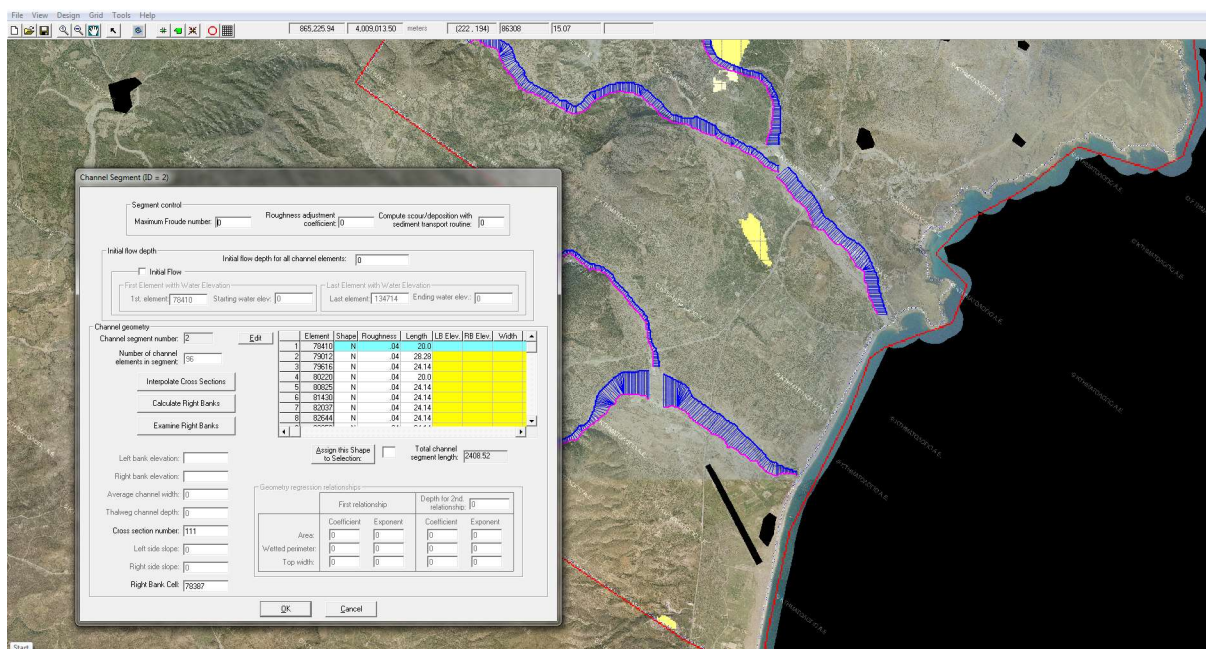 File View Design Grid Tools Help
865,225.94 4,009,013.50 meters (222 , 194) 86308 15.07
Channel Segment (ID = 2)
Segment control
Maximum Froude number: 0 Roughness adjustment coefficient: 0 Compute scour/deposition with sediment transport routine: 0
Initial flow depth
Initial flow depth for all channel elements: 0
Initial Flow
First Element with Water Elevation Last Element with Water Elevation
1st. element: 78410 Starting water elev: 0 Last element: 134714 Ending water elev.: 0
Channel geometry
Channel segment number: 2 Edit
Number of channel elements in segment: 96
Interpolate Cross Sections
Calculate Right Banks
Examine Right Banks
Element Shape Roughness Length LB Elev. RB Elev. Width
1 78410 N .04 20.0
2 79012 N .04 28.28
3 79616 N .04 24.14
4 80220 N .04 20.0
5 80825 N .04 24.14
6 81430 N .04 24.14
7 82037 N .04 24.14
8 82644 N .04 24.14
Assign this Shape to Selection: Total channel segment length: 2408.52
Left bank elevation:
Right bank elevation:
Average channel width: 0
Thalweg channel depth: 0
Cross section number: 111
Left side slope: 0
Right side slope: 0
Right Bank Cell: 78387
Geometry regression relationships
First relationship Depth for 2nd. relationship: 0
Coefficient Exponent Coefficient Exponent
Area: 0 0 0 0
Wetted perimeter: 0 0 0 0
Top width: 0 0 0 0
OK Cancel
Start